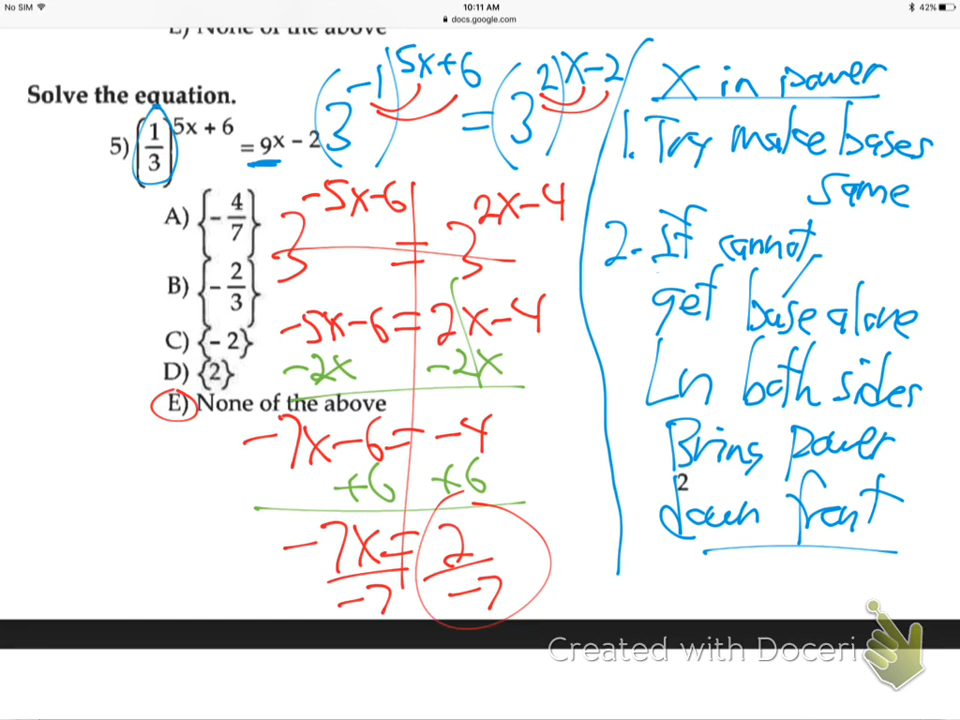 No SIM 10:11 AM 42%
docs.google.com
E) None of the above
Solve the equation.
5) (1/3)^5x + 6 = 9^x − 2
A) {− 4/7}
B) {− 2/3}
C) {− 2}
D) {2}
E) None of the above
(3^−1)^5x+6 = (3^2)^x−2
3^−5x−6 = 3^2x−4
−5x−6 = 2x−4
−2x −2x
−7x−6 = −4
+6 +6
−7x = 2
−7 −7
X in power
1. Try make bases
same
2. If cannot,
get base alone
Ln both sides
Bring power
2
down front
Created with Doceri